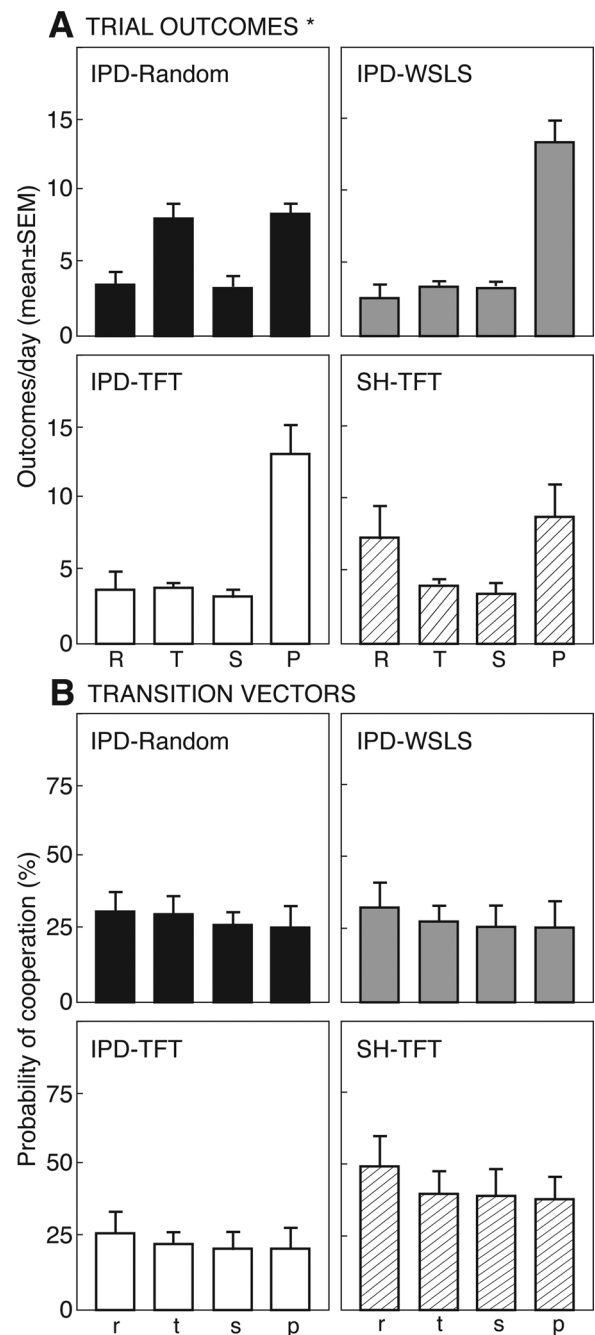 A TRIAL OUTCOMES *
IPD-Random
IPD-WSLS
15
10
5
0
IPD-TFT
SH-TFT
15
10
5
0
Outcomes/day (mean±SEM)
R T S P
R T S P
B TRANSITION VECTORS
IPD-Random
IPD-WSLS
75
50
25
0
IPD-TFT
SH-TFT
75
50
25
0
Probability of cooperation (%)
r t s p
r t s p